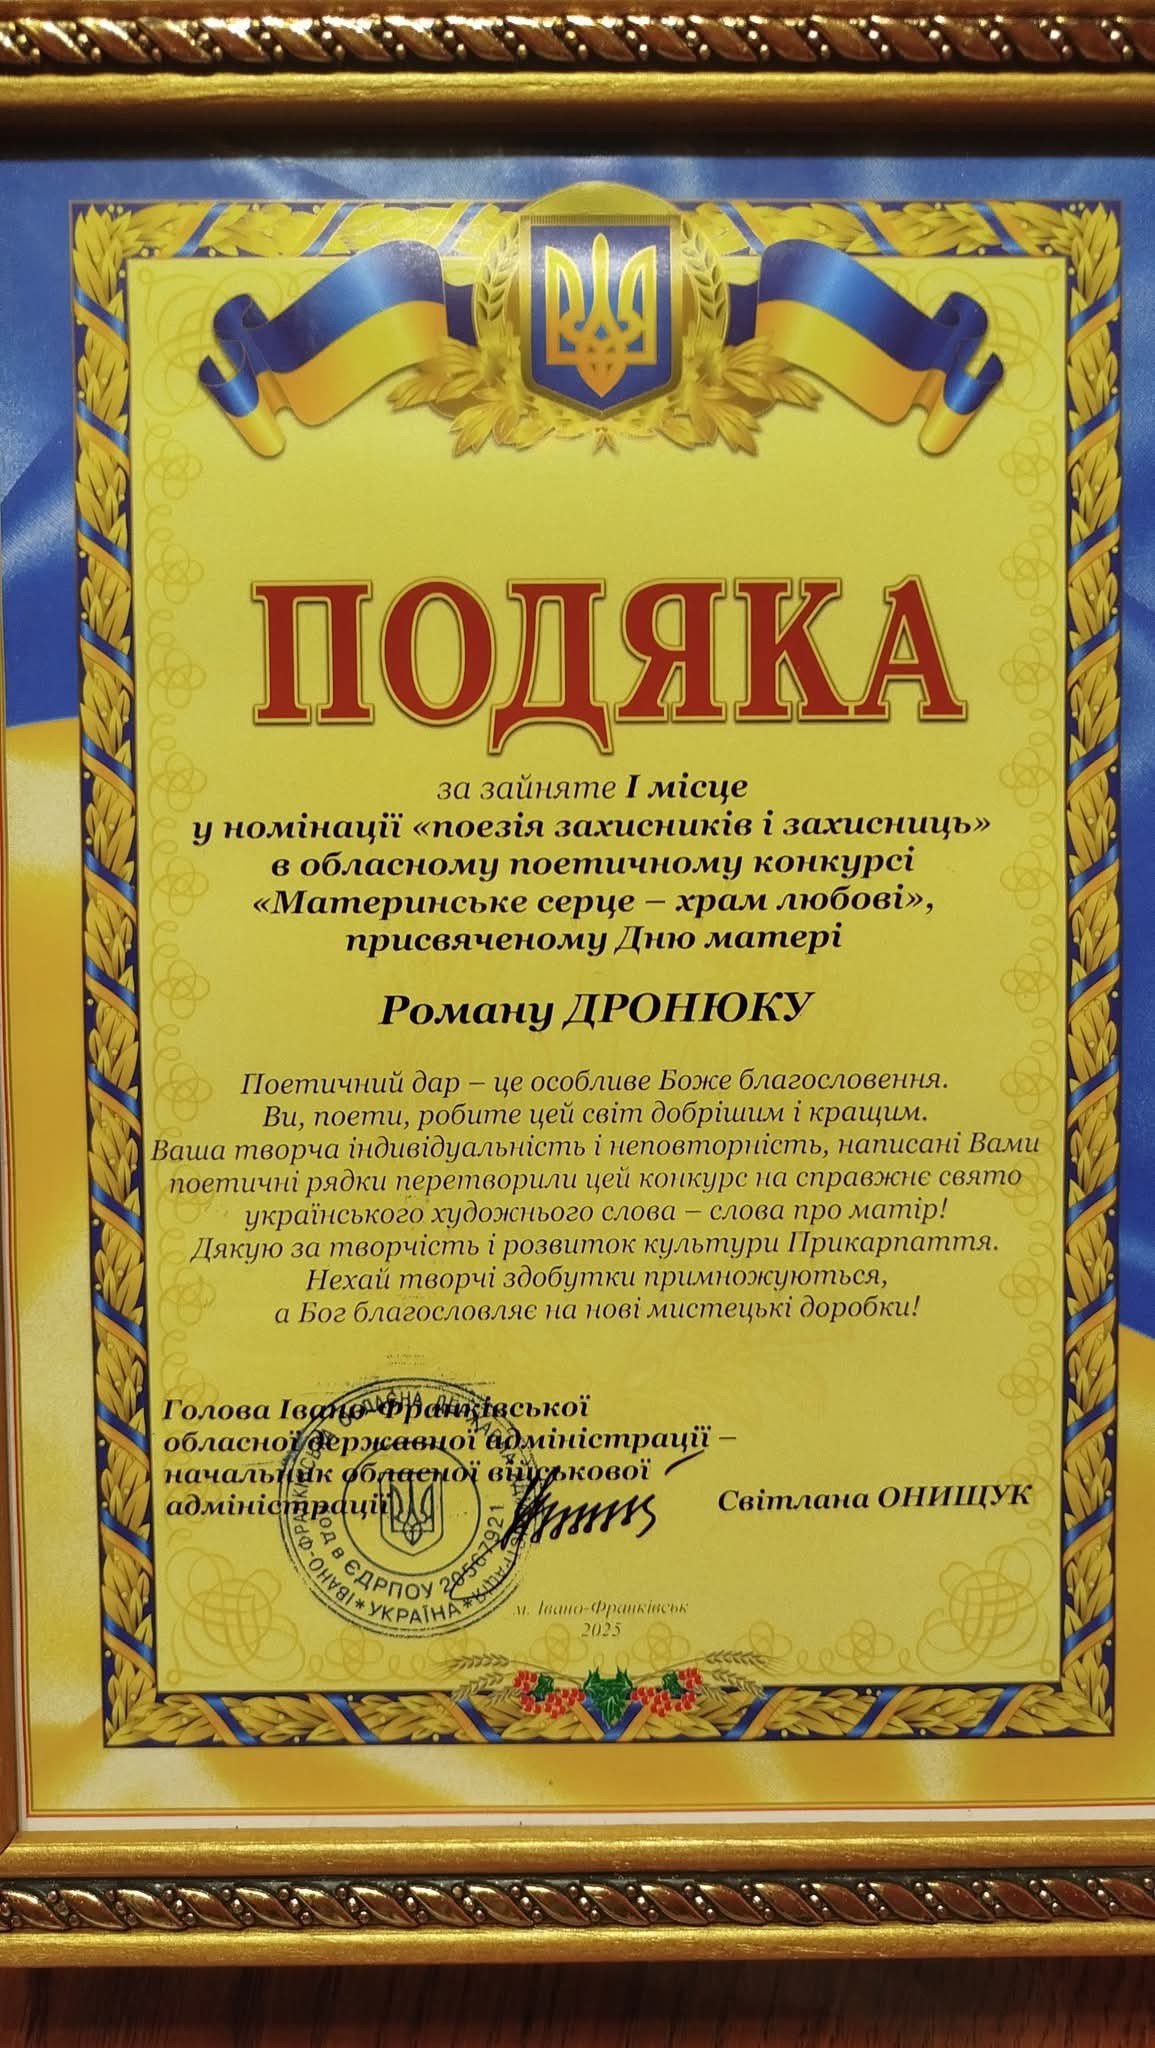 ПОДЯКА
за зайняте I місце
у номінації «поезія захисників і захисниць»
в обласному поетичному конкурсі
«Материнське серце – храм любові»,
присвяченому Дню матері
Роману ДРОНЮКУ
Поетичний дар – це особливе Боже благословення.
Ви, поети, робите цей світ добрішим і кращим.
Ваша творча індивідуальність і неповторність, написані Вами
поетичні рядки перетворили цей конкурс на справжнє свято
українського художнього слова – слова про матір!
Дякую за творчість і розвиток культури Прикарпаття.
Нехай творчі здобутки примножуються,
а Бог благословляє на нові мистецькі доробки!
Голова Івано-Франківської
обласної державної адміністрації –
начальник обласної військової
адміністрації
Світлана ОНИЩУК
код в ЄДРПОУ 20567921
* УКРАЇНА *
м. Івано-Франківськ
2025